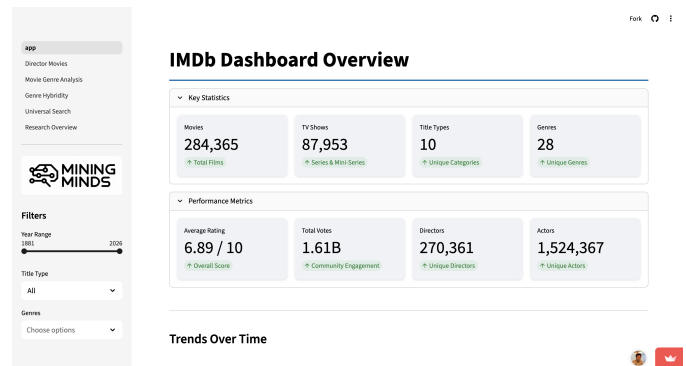 Fork
app
Director Movies
Movie Genre Analysis
Genre Hybridity
Universal Search
Research Overview
MINING
MINDS
Filters
Year Range
1881 2026
Title Type
All
Genres
Choose options
IMDb Dashboard Overview
Key Statistics
Movies
284,365
↑ Total Films
TV Shows
87,953
↑ Series & Mini-Series
Title Types
10
↑ Unique Categories
Genres
28
↑ Unique Genres
Performance Metrics
Average Rating
6.89 / 10
↑ Overall Score
Total Votes
1.61B
↑ Community Engagement
Directors
270,361
↑ Unique Directors
Actors
1,524,367
↑ Unique Actors
Trends Over Time